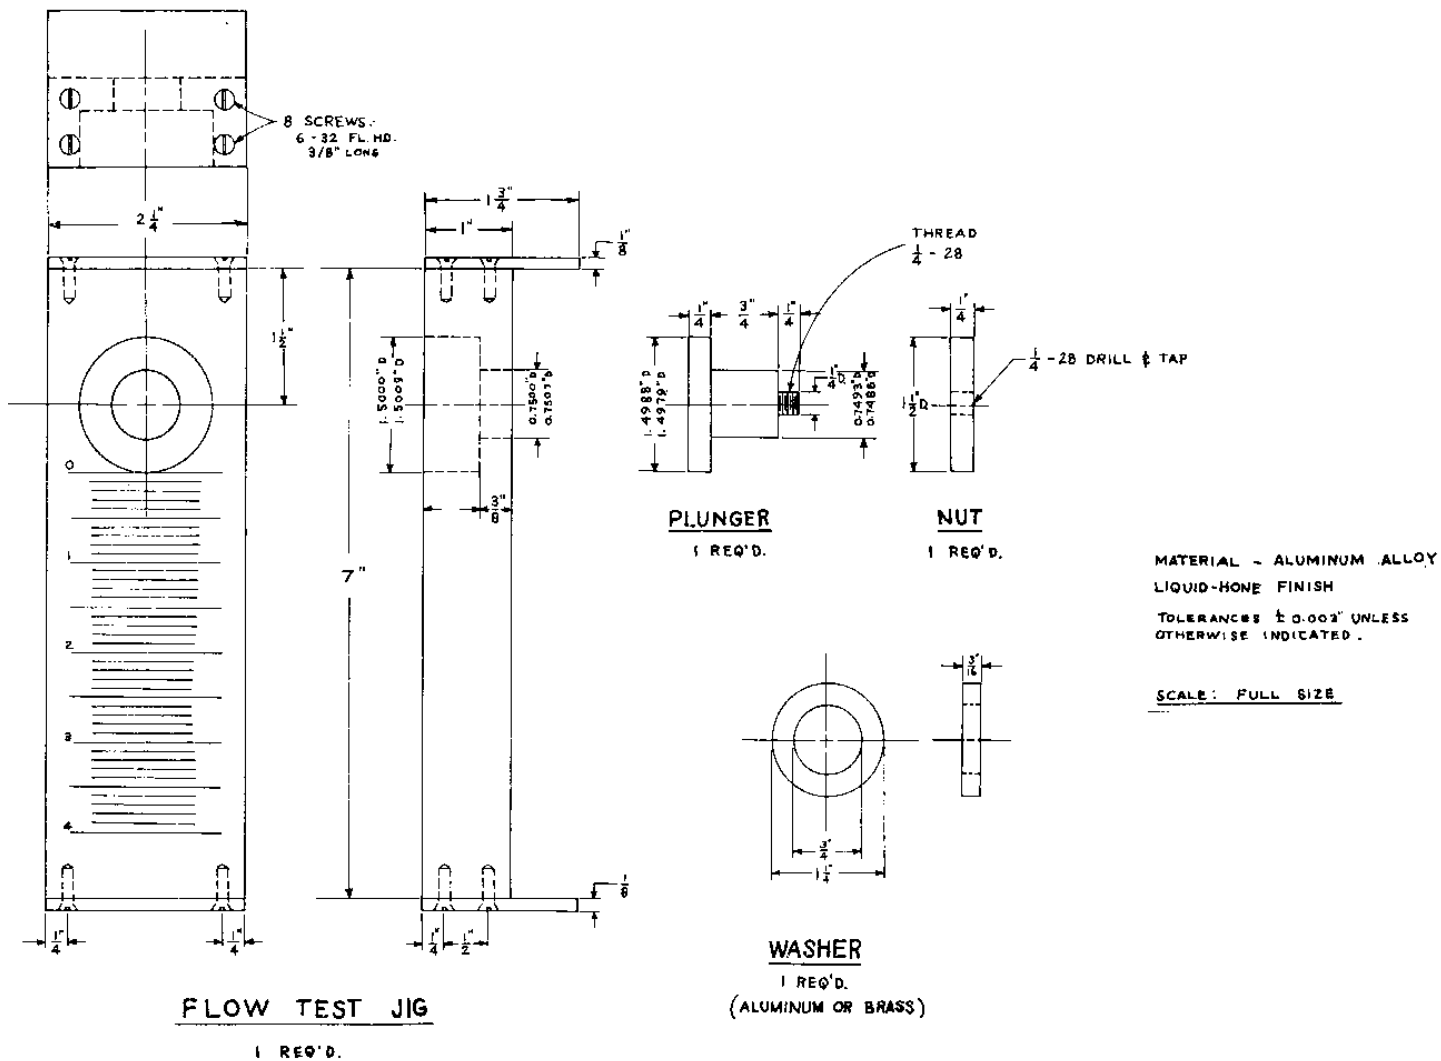 8 SCREWS.
6-32 FL. HD.
3/8" LONG
2 1/4"
1 3/4"
1"
1/8"
1 1/2"
7"
1.5000" D
1.5009" D
0.7500" D
0.7507" D
3/8"
0
1
2
3
4
1/4"
1/4"
1/4"
1/2"
1/8"
FLOW TEST JIG
1 REQ'D.
THREAD
1/4 - 28
1/4"
3/4"
1/4"
1.4988" D
1.4979" D
1/4" D
0.7493" D
0.7486" D
PLUNGER
1 REQ'D.
1/4"
1 1/2" D
1/4 - 28 DRILL & TAP
NUT
1 REQ'D.
3/4"
1 1/4"
3/16"
WASHER
1 REQ'D.
(ALUMINUM OR BRASS)
MATERIAL - ALUMINUM ALLOY
LIQUID-HONE FINISH
TOLERANCES ± UNLESS
OTHERWISE INDICATED.
SCALE: FULL SIZE